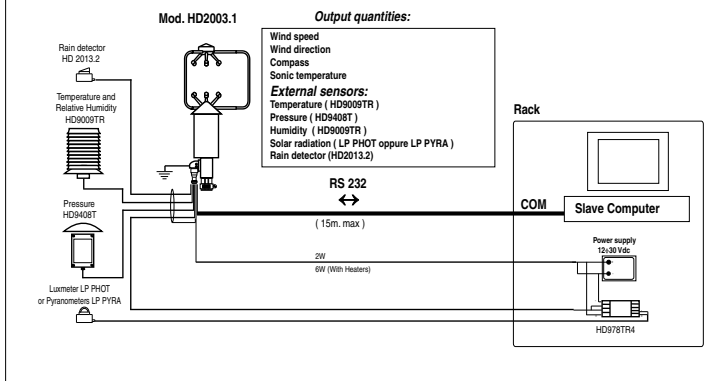 Mod. HD2003.1
Output quantities:
Wind speed
Wind direction
Compass
Sonic temperature
External sensors:
Temperature ( HD9009TR )
Pressure ( HD9408T )
Humidity ( HD9009TR )
Solar radiation ( LP PHOT oppure LP PYRA )
Rain detector (HD2013.2)
Rain detector
HD 2013.2
Temperature and
Relative Humidity
HD9009TR
Pressure
HD9408T
Luxmeter LP PHOT
or Pyranometers LP PYRA
RS 232
( 15m. max )
2W
6W (With Heaters)
Rack
COM
Slave Computer
Power supply
12÷30 Vdc
HD978TR4